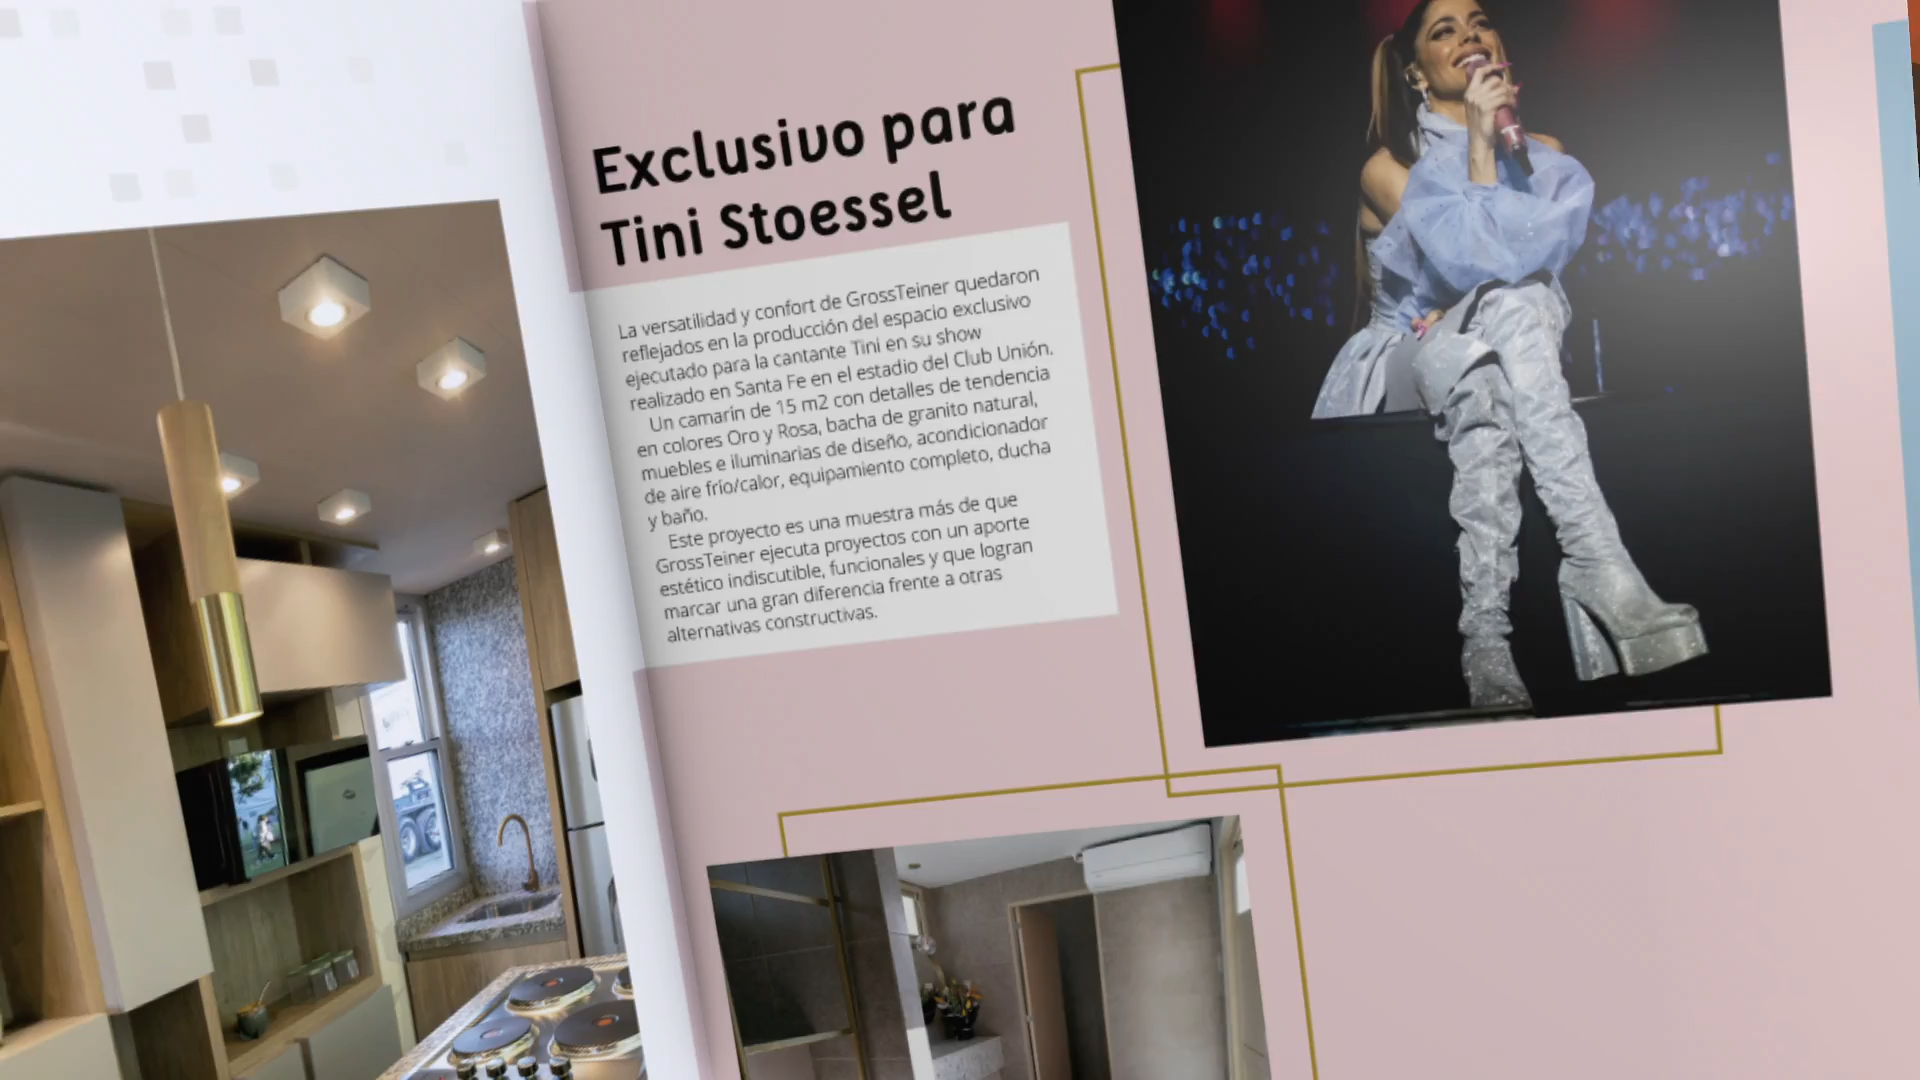 Exclusivo para
Tini Stoessel
La versatilidad y confort de GrossTeiner quedaron
reflejados en la producción del espacio exclusivo
ejecutado para la cantante Tini en su show
realizado en Santa Fe en el estadio del Club Unión.
Un camarín de 15 m2 con detalles de tendencia
en colores Oro y Rosa, bacha de granito natural,
muebles e iluminarias de diseño, acondicionador
de aire frío/calor, equipamiento completo, ducha
y baño.
Este proyecto es una muestra más de que
GrossTeiner ejecuta proyectos con un aporte
estético indiscutible, funcionales y que logran
marcar una gran diferencia frente a otras
alternativas constructivas.